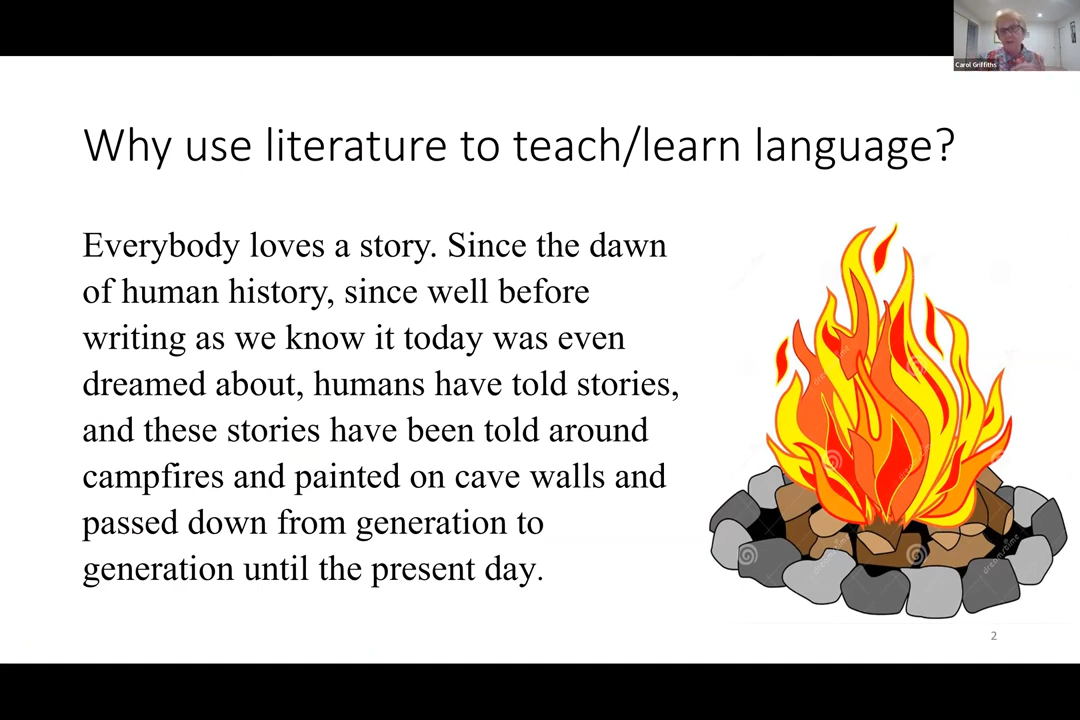 Carol Griffiths
Why use literature to teach/learn language?
Everybody loves a story. Since the dawn
of human history, since well before
writing as we know it today was even
dreamed about, humans have told stories,
and these stories have been told around
campfires and painted on cave walls and
passed down from generation to
generation until the present day.
dreamstime
2